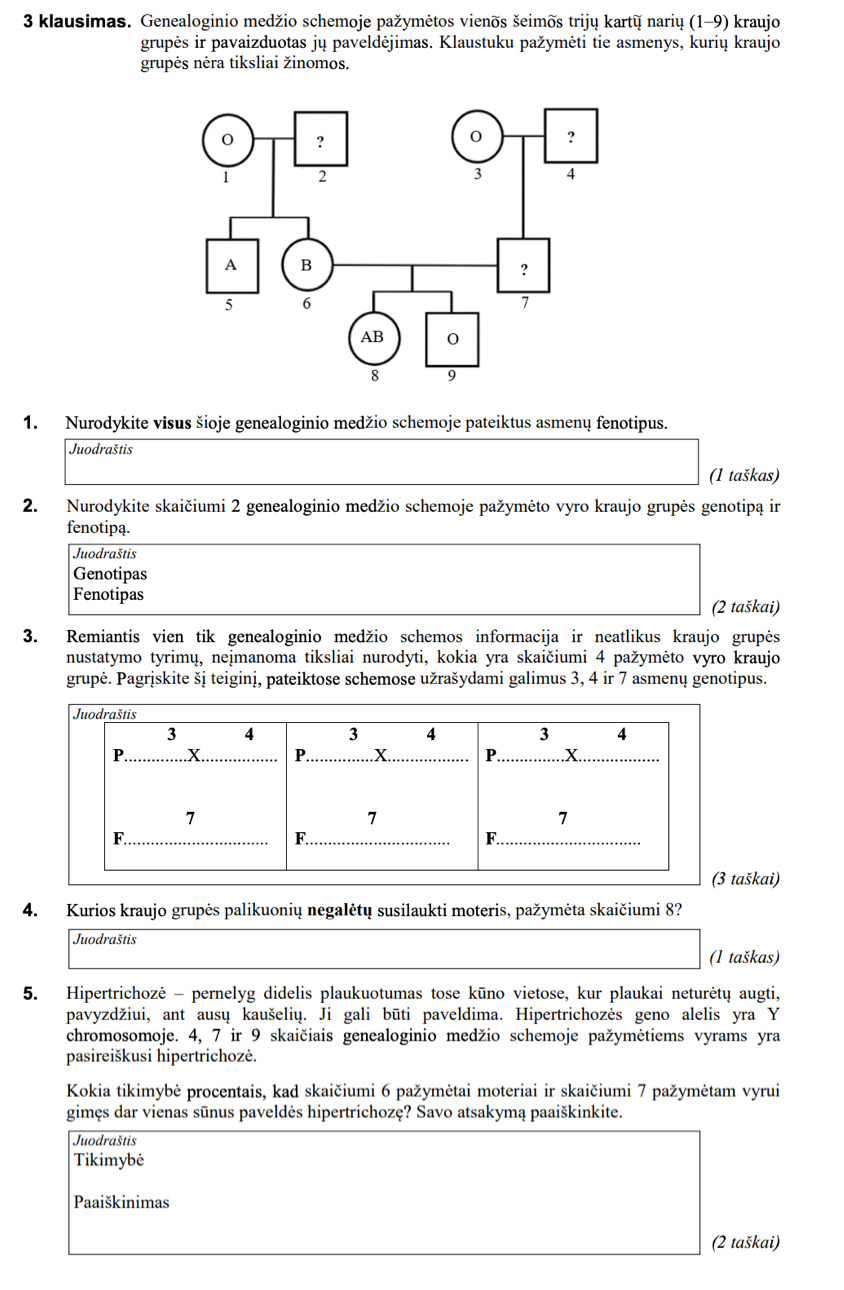 3 klausimas. Genealoginio medžio schemoje pažymėtos vienõs šeimõs trijų kartų̃ narių (1–9) kraujo
grupės ir pavaizduotas jų paveldėjimas. Klaustuku pažymėti tie asmenys, kurių kraujo
grupės nėra tiksliai žinomos.
O ? O ?
1 2 3 4
A B ?
5 6 7
AB O
8 9
1. Nurodykite visus šioje genealoginio medžio schemoje pateiktus asmenų fenotipus.
Juodraštis
(1 taškas)
2. Nurodykite skaičiumi 2 genealoginio medžio schemoje pažymėto vyro kraujo grupės genotipą ir
fenotipą.
Juodraštis
Genotipas
Fenotipas
(2 taškai)
3. Remiantis vien tik genealoginio medžio schemos informacija ir neatlikus kraujo grupės
nustatymo tyrimų, neįmanoma tiksliai nurodyti, kokia yra skaičiumi 4 pažymėto vyro kraujo
grupė. Pagrįskite šį teiginį, pateiktose schemose užrašydami galimus 3, 4 ir 7 asmenų genotipus.
Juodraštis
3 4 3 4 3 4
P..............X................. P..............X................. P..............X.................
7 7 7
F................................ F................................ F................................
(3 taškai)
4. Kurios kraujo grupės palikuonių negalėtų susilaukti moteris, pažymėta skaičiumi 8?
Juodraštis
(1 taškas)
5. Hipertrichozė – pernelyg didelis plaukuotumas tose kūno vietose, kur plaukai neturėtų augti,
pavyzdžiui, ant ausų kaušelių. Ji gali būti paveldima. Hipertrichozės geno alelis yra Y
chromosomoje. 4, 7 ir 9 skaičiais genealoginio medžio schemoje pažymėtiems vyrams yra
pasireiškusi hipertrichozė.
Kokia tikimybė procentais, kad skaičiumi 6 pažymėtai moteriai ir skaičiumi 7 pažymėtam vyrui
gimęs dar vienas sūnus paveldės hipertrichozę? Savo atsakymą paaiškinkite.
Juodraštis
Tikimybė
Paaiškinimas
(2 taškai)